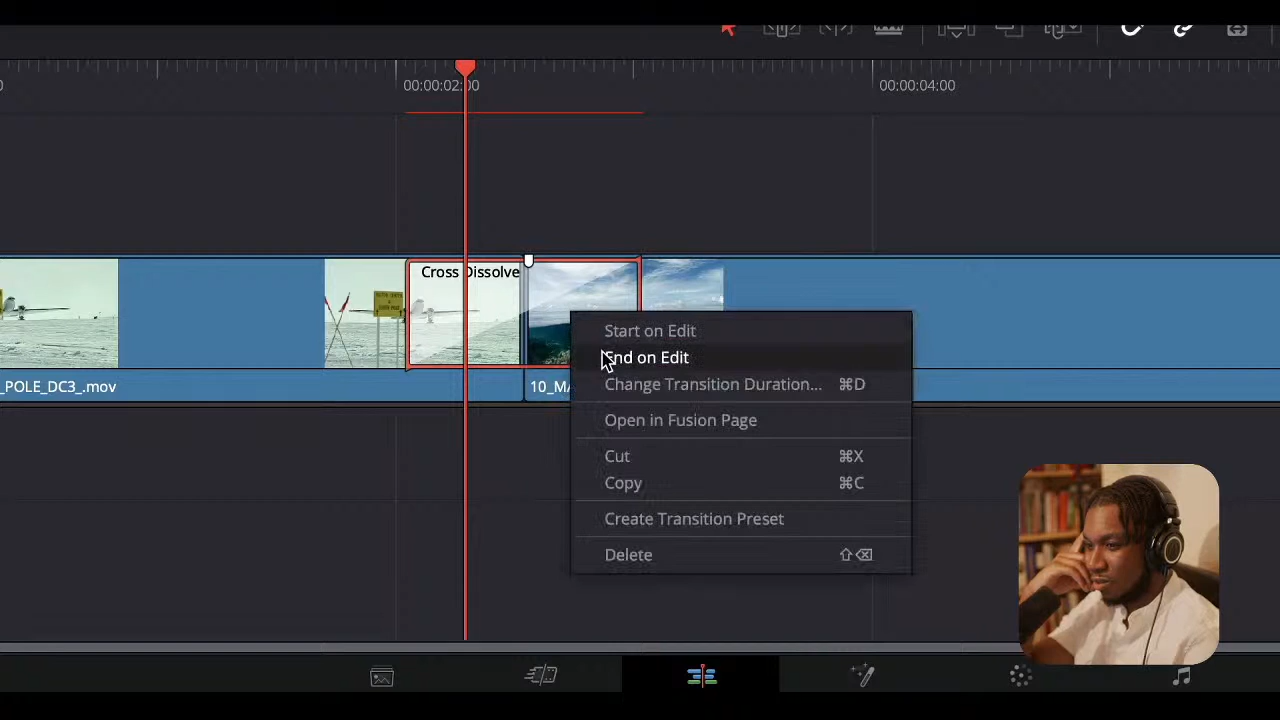 00:00:02:00
00:00:04:00
Cross Dissolve
_POLE_DC3_.mov
10_MA
Start on Edit
End on Edit
Change Transition Duration... ⌘D
Open in Fusion Page
Cut ⌘X
Copy ⌘C
Create Transition Preset
Delete ⇧⌫